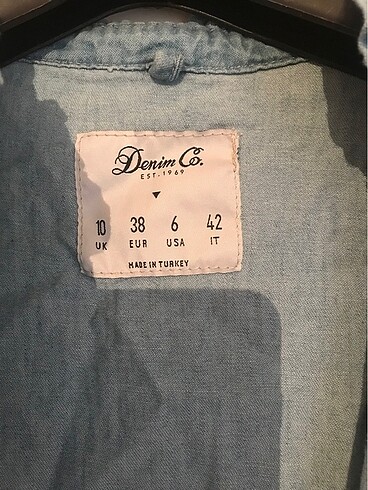 Denim Co.
EST. 1969
10 38 6 42
UK EUR USA IT
MADE IN TURKEY